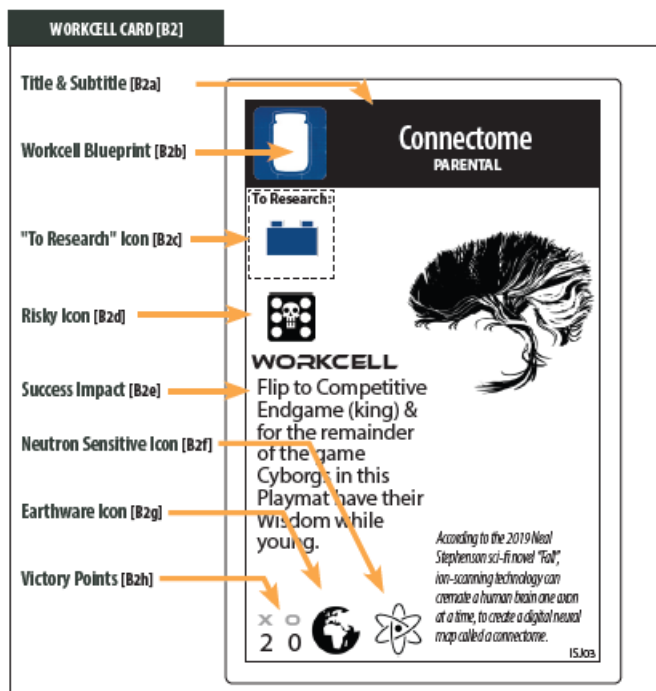 WORKCELL CARD [B2]
Title & Subtitle [B2a]
Workcell Blueprint [B2b]
"To Research" Icon [B2c]
Risky Icon [B2d]
Success Impact [B2e]
Neutron Sensitive Icon [B2f]
Earthware Icon [B2g]
Victory Points [B2h]
Connectome
PARENTAL
To Research:
WORKCELL
Flip to Competitive
Endgame (king) &
for the remainder
of the game
Cyborgs in this
Playmat have their
Wisdom while
young.
According to the 2019 Neal
Stephenson sci-fi novel "Fall",
ion-scanning technology can
cremate a human brain one axon
at a time, to create a digital neural
map called a connectome.
X O
2 0
ISJ03